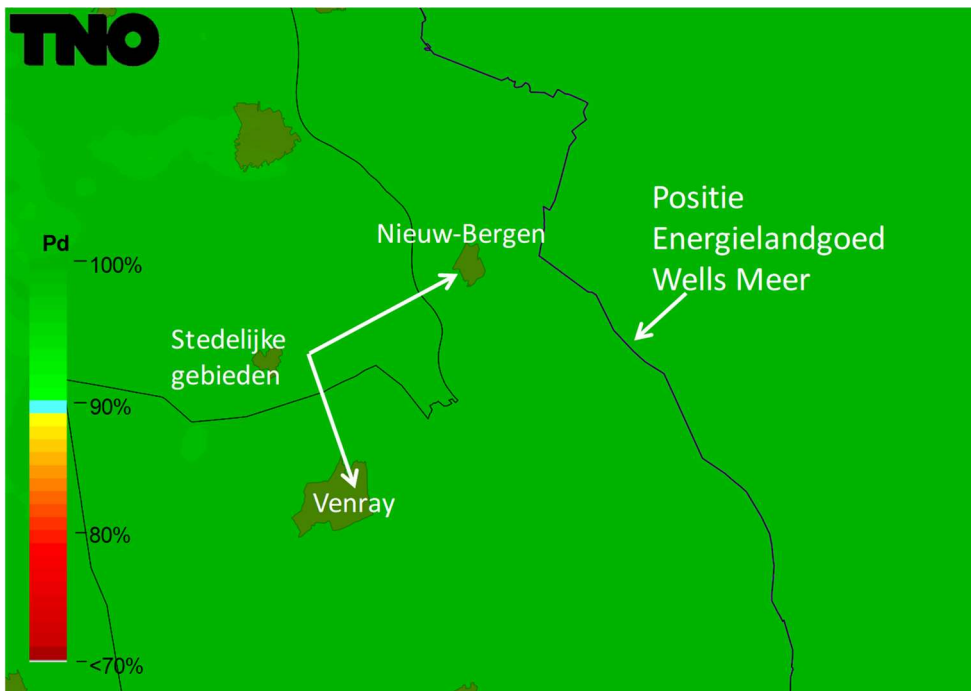 TNO
Positie
Energielandgoed
Wells Meer
Nieuw-Bergen
Pd
100%
Stedelijke
gebieden
90%
Venray
80%
<70%